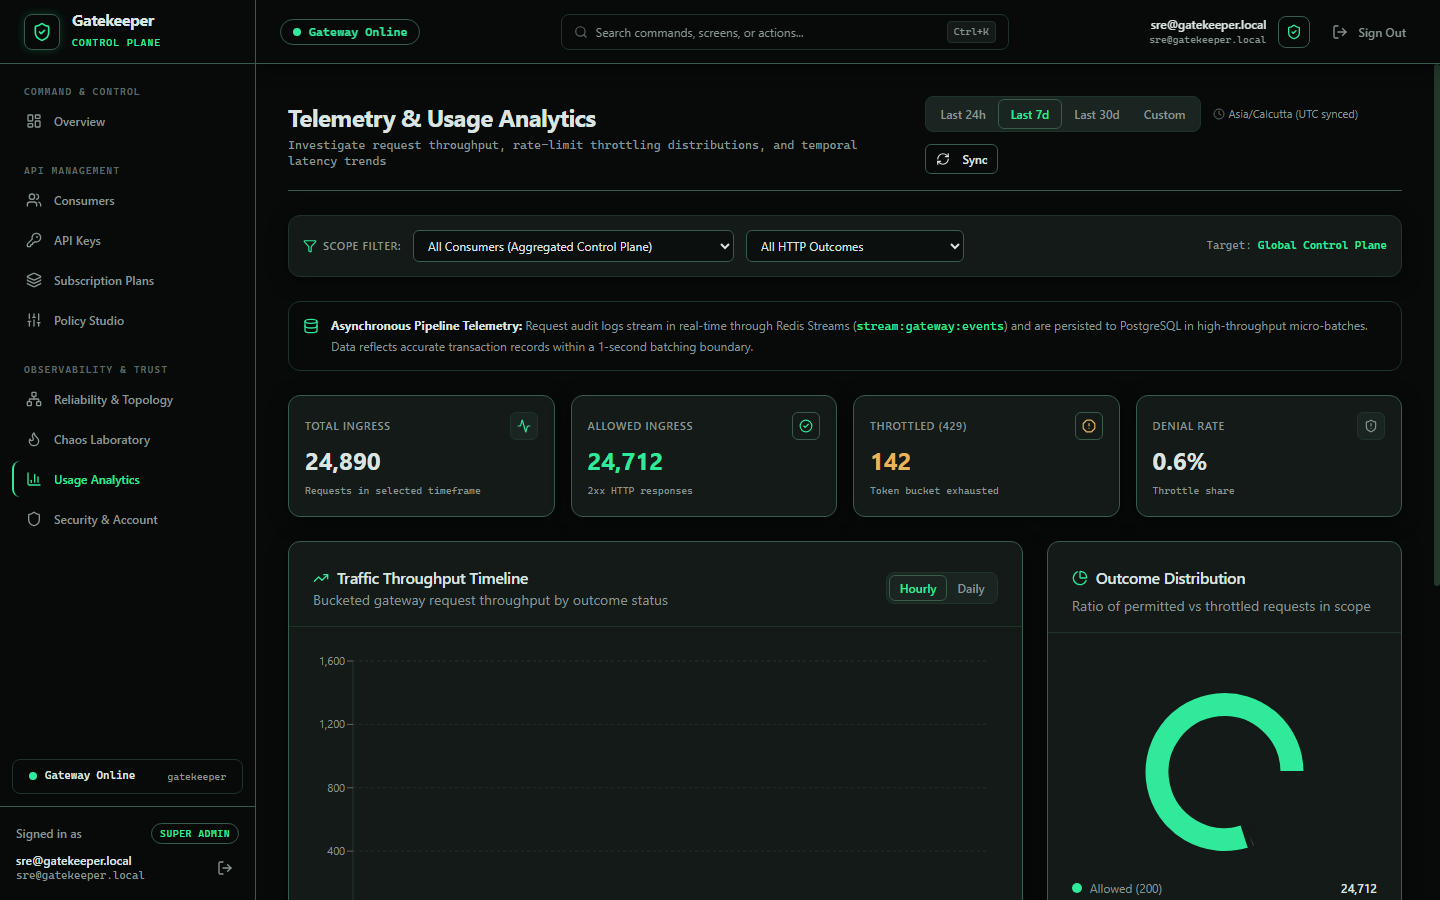 Gatekeeper
CONTROL PLANE
Gateway Online
Search commands, screens, or actions...
Ctrl+K
sre@gatekeeper.local
sre@gatekeeper.local
Sign Out
COMMAND & CONTROL
Overview
API MANAGEMENT
Consumers
API Keys
Subscription Plans
Policy Studio
OBSERVABILITY & TRUST
Reliability & Topology
Chaos Laboratory
Usage Analytics
Security & Account
Gateway Online
gatekeeper
Signed in as
SUPER ADMIN
sre@gatekeeper.local
sre@gatekeeper.local
Telemetry & Usage Analytics
Investigate request throughput, rate-limit throttling distributions, and temporal
latency trends
Last 24h
Last 7d
Last 30d
Custom
Asia/Calcutta (UTC synced)
Sync
SCOPE FILTER:
All Consumers (Aggregated Control Plane)
All HTTP Outcomes
Target: Global Control Plane
Asynchronous Pipeline Telemetry: Request audit logs stream in real-time through Redis Streams (stream:gateway:events) and are persisted to PostgreSQL in high-throughput micro-batches.
Data reflects accurate transaction records within a 1-second batching boundary.
TOTAL INGRESS
24,890
Requests in selected timeframe
ALLOWED INGRESS
24,712
2xx HTTP responses
THROTTLED (429)
142
Token bucket exhausted
DENIAL RATE
0.6%
Throttle share
Traffic Throughput Timeline
Bucketed gateway request throughput by outcome status
Hourly
Daily
1,600
1,200
800
400
Outcome Distribution
Ratio of permitted vs throttled requests in scope
Allowed (200)
24,712